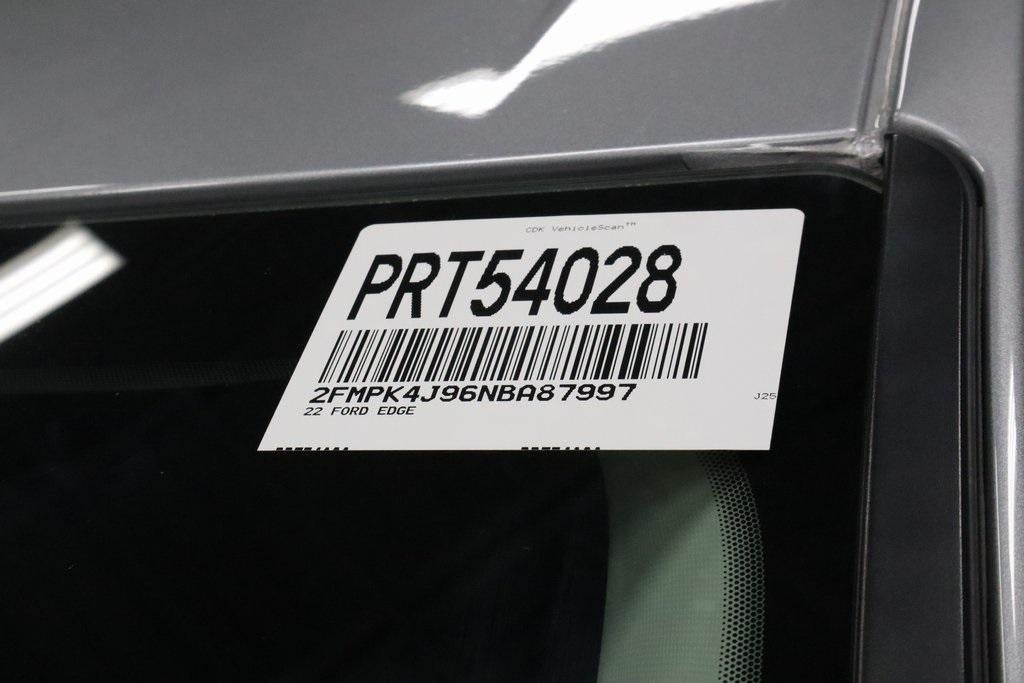 CDK VehicleScan™
PRT54028
2FMPK4J96NBA87997
22 FORD EDGE
J25